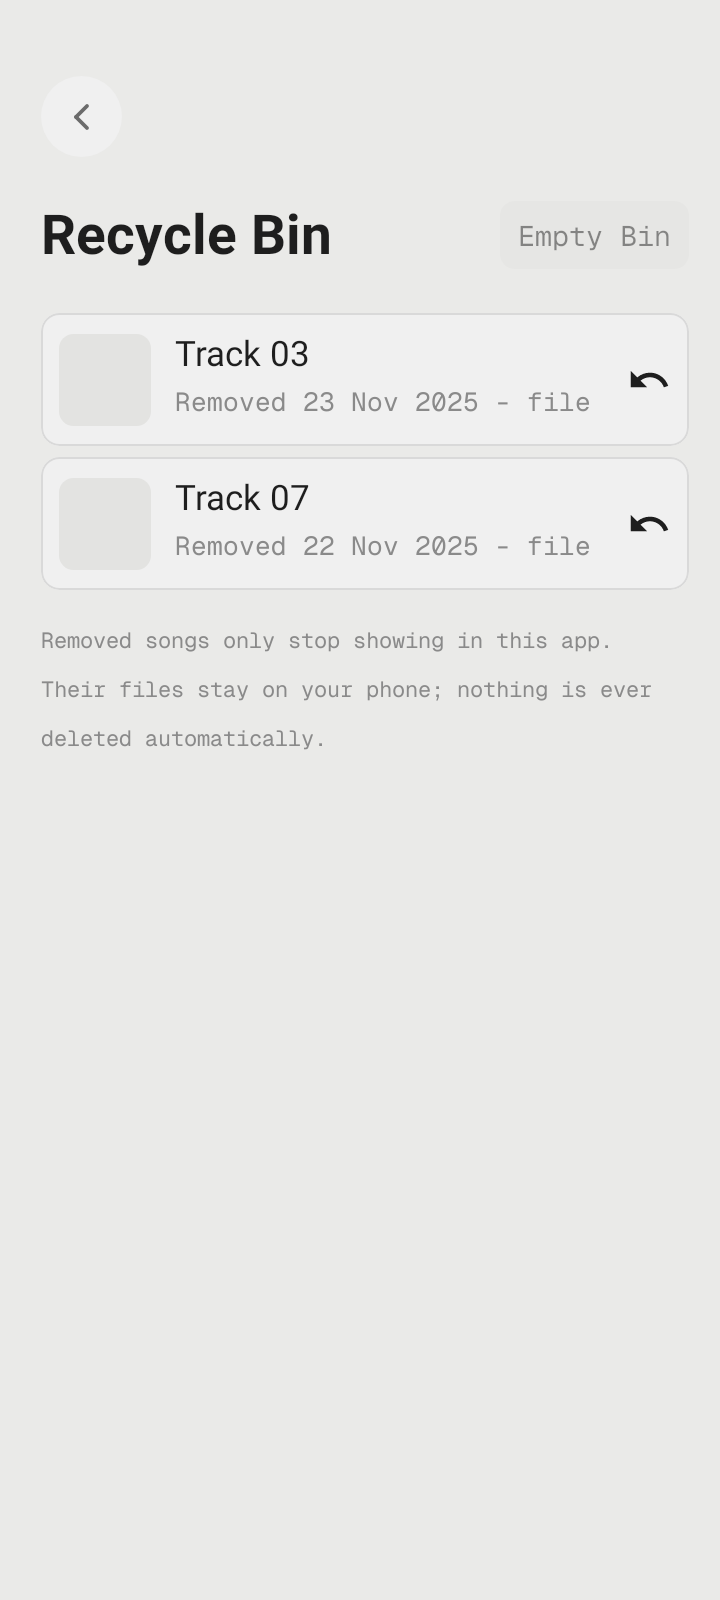 Recycle Bin
Empty Bin
Track 03
Removed 23 Nov 2025 - file
Track 07
Removed 22 Nov 2025 - file
Removed songs only stop showing in this app.
Their files stay on your phone; nothing is ever
deleted automatically.